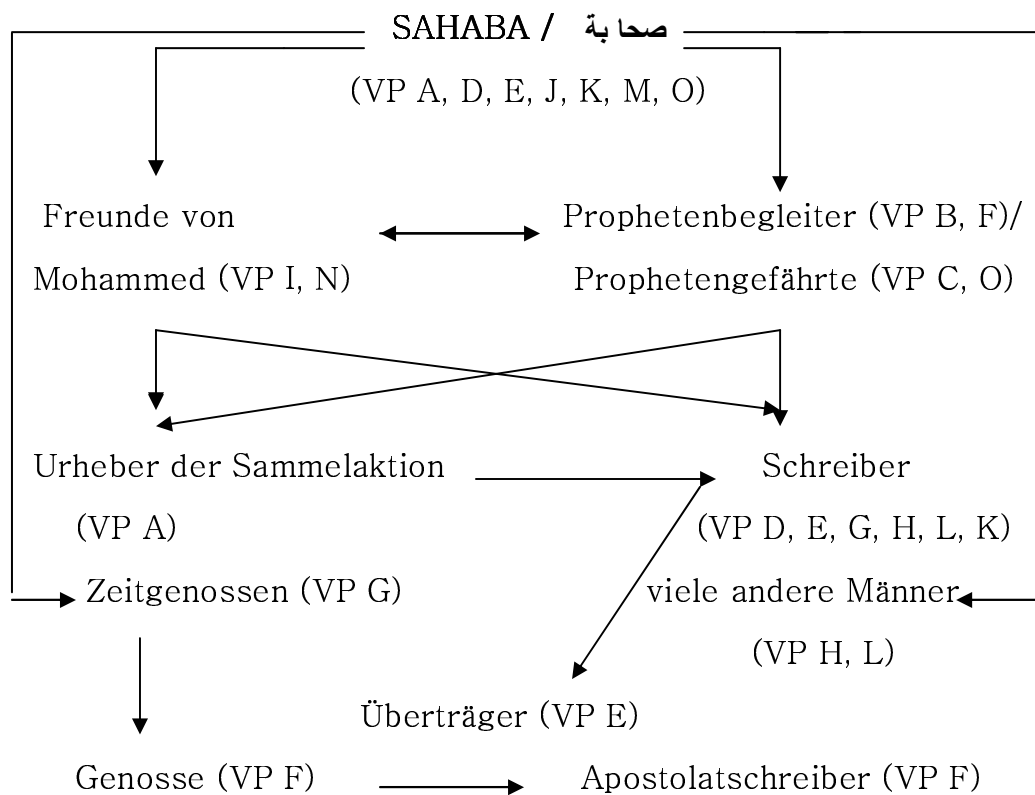 SAHABA / صحابة
(VP A, D, E, J, K, M, O)
Freunde von
Mohammed (VP I, N)
Prophetenbegleiter (VP B, F)/
Prophetengefährte (VP C, O)
Urheber der Sammelaktion
(VP A)
Schreiber
(VP D, E, G, H, L, K)
Zeitgenossen (VP G)
viele andere Männer
(VP H, L)
Überträger (VP E)
Genosse (VP F)
Apostolatschreiber (VP F)